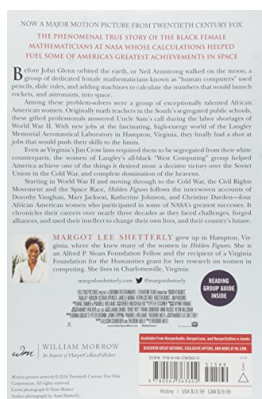 NOW A MAJOR MOTION PICTURE FROM TWENTIETH CENTURY FOX
THE PHENOMENAL TRUE STORY OF THE BLACK FEMALE
MATHEMATICIANS AT NASA WHOSE CALCULATIONS HELPED
FUEL SOME OF AMERICA'S GREATEST ACHIEVEMENTS IN SPACE
Before John Glenn orbited the earth, or Neil Armstrong walked on the moon, a
group of dedicated female mathematicians known as "human computers" used
pencils, slide rules, and adding machines to calculate the numbers that would launch
rockets, and astronauts, into space.
Among these problem-solvers were a group of exceptionally talented African
American women. Originally math teachers in the South's segregated public schools,
these gifted professionals answered Uncle Sam's call during the labor shortages of
World War II. With new jobs at the fascinating, high-energy world of the Langley
Memorial Aeronautical Laboratory in Hampton, Virginia, they finally had a shot at
jobs that would push their skills to the limits.
Even as Virginia's Jim Crow laws required them to be segregated from their white
counterparts, the women of Langley's all-black "West Computing" group helped
America achieve one of the things it desired most: a decisive victory over the Soviet
Union in the Cold War, and complete domination of the heavens.
Starting in World War II and moving through to the Cold War, the Civil Rights
Movement and the Space Race, Hidden Figures follows the interwoven accounts of
Dorothy Vaughan, Mary Jackson, Katherine Johnson, and Christine Darden—four
African American women who participated in some of NASA's greatest successes. It
chronicles their careers over nearly three decades as they faced challenges, forged
alliances, and used their intellect to change their own lives, and their country's future.
MARGOT LEE SHETTERLY grew up in Hampton, Vir-
ginia, where she knew many of the women in Hidden Figures. She is
an Alfred P. Sloan Foundation Fellow and the recipient of a Virginia
Foundation for the Humanities grant for her research on women in
computing. She lives in Charlottesville, Virginia.
READING
GROUP GUIDE
INSIDE
WILLIAM MORROW
An Imprint of HarperCollinsPublishers
USA $15.99